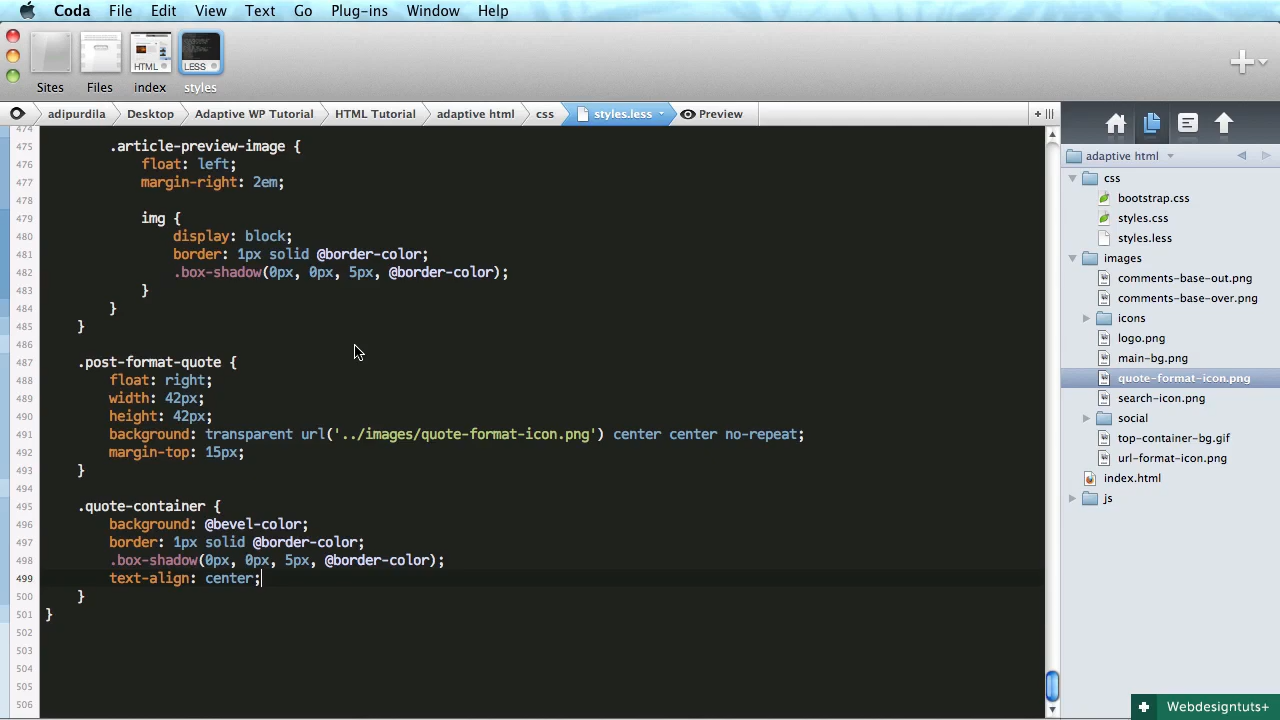 Coda File Edit View Text Go Plug-ins Window Help
HTML LESS
Sites Files index styles
adipurdila Desktop Adaptive WP Tutorial HTML Tutorial adaptive html css styles.less Preview
adaptive html
css
bootstrap.css
styles.css
styles.less
images
comments-base-out.png
comments-base-over.png
icons
logo.png
main-bg.png
quote-format-icon.png
search-icon.png
social
top-container-bg.gif
url-format-icon.png
index.html
js
474
475 .article-preview-image {
476 float: left;
477 margin-right: 2em;
478
479 img {
480 display: block;
481 border: 1px solid @border-color;
482 .box-shadow(0px, 0px, 5px, @border-color);
483 }
484 }
485 }
486
487 .post-format-quote {
488 float: right;
489 width: 42px;
490 height: 42px;
491 background: transparent url('../images/quote-format-icon.png') center center no-repeat;
492 margin-top: 15px;
493 }
494
495 .quote-container {
496 background: @bevel-color;
497 border: 1px solid @border-color;
498 .box-shadow(0px, 0px, 5px, @border-color);
499 text-align: center;
500 }
501 }
502
503
504
505
506
Webdesigntuts+